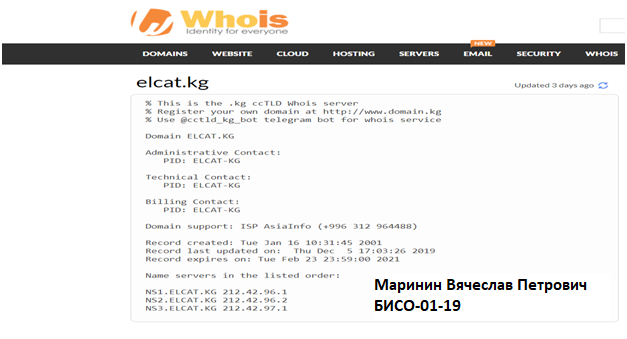 Whois
Identity for everyone
NEW
DOMAINS WEBSITE CLOUD HOSTING SERVERS EMAIL SECURITY WHOIS
elcat.kg
Updated 3 days ago
% This is the .kg ccTLD Whois server
% Register your own domain at http://www.domain.kg
% Use @cctld_kg_bot telegram bot for whois service
Domain ELCAT.KG
Administrative Contact:
PID: ELCAT-KG
Technical Contact:
PID: ELCAT-KG
Billing Contact:
PID: ELCAT-KG
Domain support: ISP AsiaInfo (+996 312 964488)
Record created: Tue Jan 16 10:31:45 2001
Record last updated on: Thu Dec 5 17:03:26 2019
Record expires on: Tue Feb 23 23:59:00 2021
Name servers in the listed order:
NS1.ELCAT.KG 212.42.96.1
NS2.ELCAT.KG 212.42.96.2
NS3.ELCAT.KG 212.42.97.1
Маринин Вячеслав Петрович
БИСО-01-19